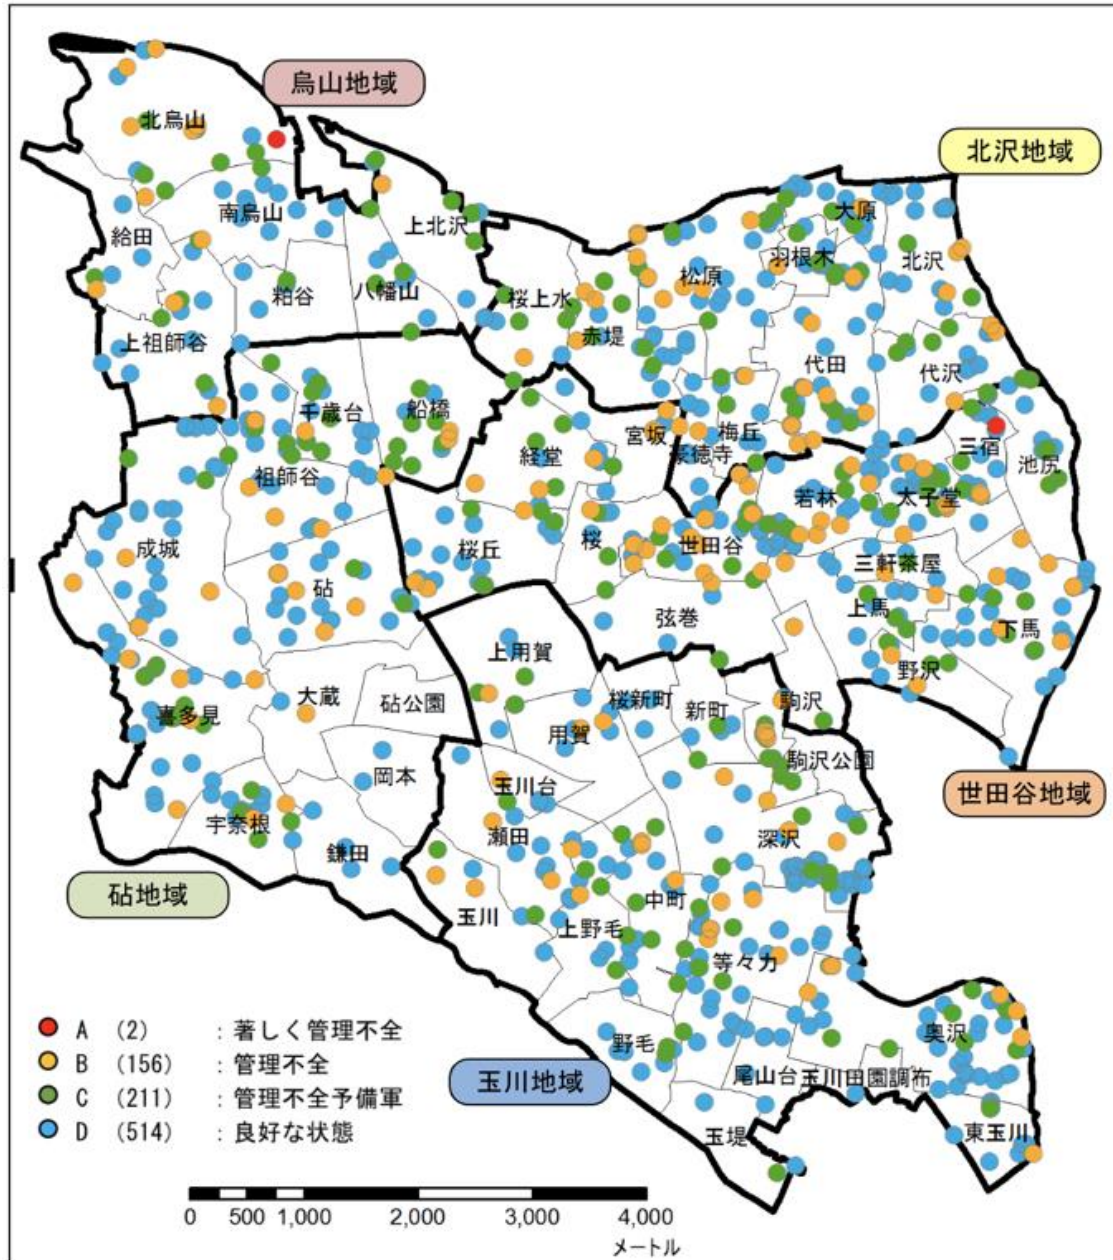 烏山地域
北烏山
北沢地域
大原
南烏山
上北沢
給田
羽根木
北沢
松原
粕谷
八幡山
桜上水
上祖師谷
赤堤
代田
代沢
千歳台
船橋
宮坂
梅丘
豪徳寺
三宿
経堂
池尻
祖師谷
若林
太子堂
成城
桜丘
桜
世田谷
三軒茶屋
砧
弦巻
上馬
下馬
上用賀
野沢
大蔵
砧公園
桜新町
新町
駒沢
喜多見
用賀
駒沢公園
岡本
玉川台
世田谷地域
宇奈根
瀬田
深沢
鎌田
砧地域
玉川
中町
上野毛
等々力
A (2) : 著しく管理不全
B (156) : 管理不全
C (211) : 管理不全予備軍
D (514) : 良好な状態
野毛
奥沢
玉川地域
尾山台
玉川田園調布
玉堤
東玉川
0 500 1,000 2,000 3,000 4,000
メートル